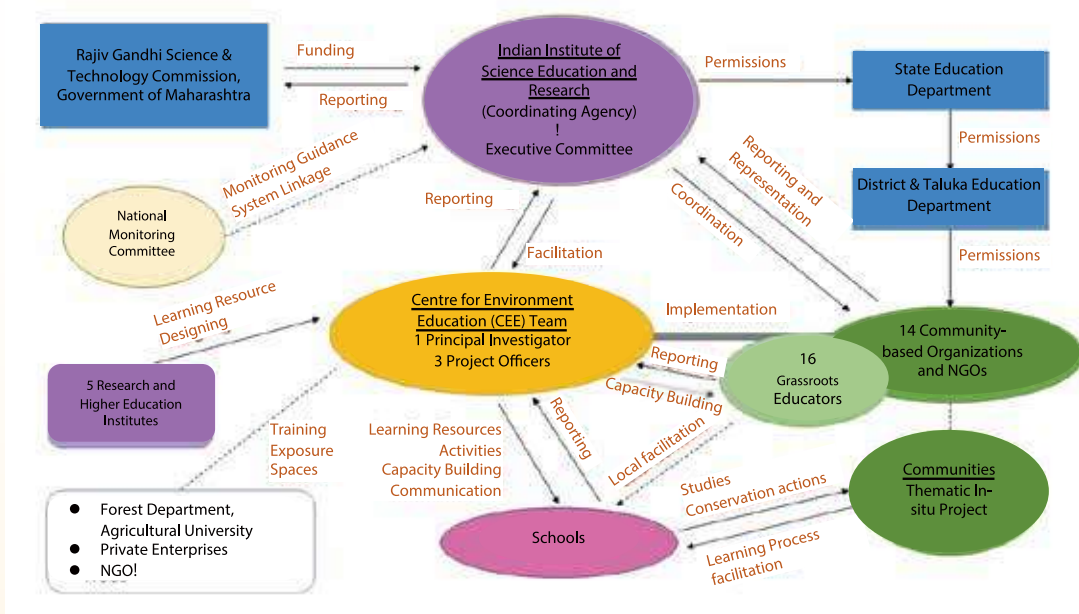 Rajiv Gandhi Science &
Technology Commission,
Government of Maharashtra
Funding
Reporting
Indian Institute of
Science Education and
Research
(Coordinating Agency)
!
Executive Committee
Permissions
State Education
Department
Permissions
District & Taluka Education
Department
Permissions
Monitoring Guidance
System Linkage
National
Monitoring
Committee
Reporting
Facilitation
Reporting and
Representation
Coordination
Learning Resource
Designing
Centre for Environment
Education (CEE) Team
1 Principal Investigator
3 Project Officers
Implementation
Reporting
Capacity Building
16
Grassroots
Educators
14 Community-
based Organizations
and NGOs
5 Research and
Higher Education
Institutes
Training
Exposure
Spaces
Learning Resources
Activities
Capacity Building
Communication
Reporting
Local facilitation
Studies
Conservation actions
Communities
Thematic In-
situ Project
● Forest Department,
Agricultural University
● Private Enterprises
● NGO!
Schools
Learning Process
facilitation